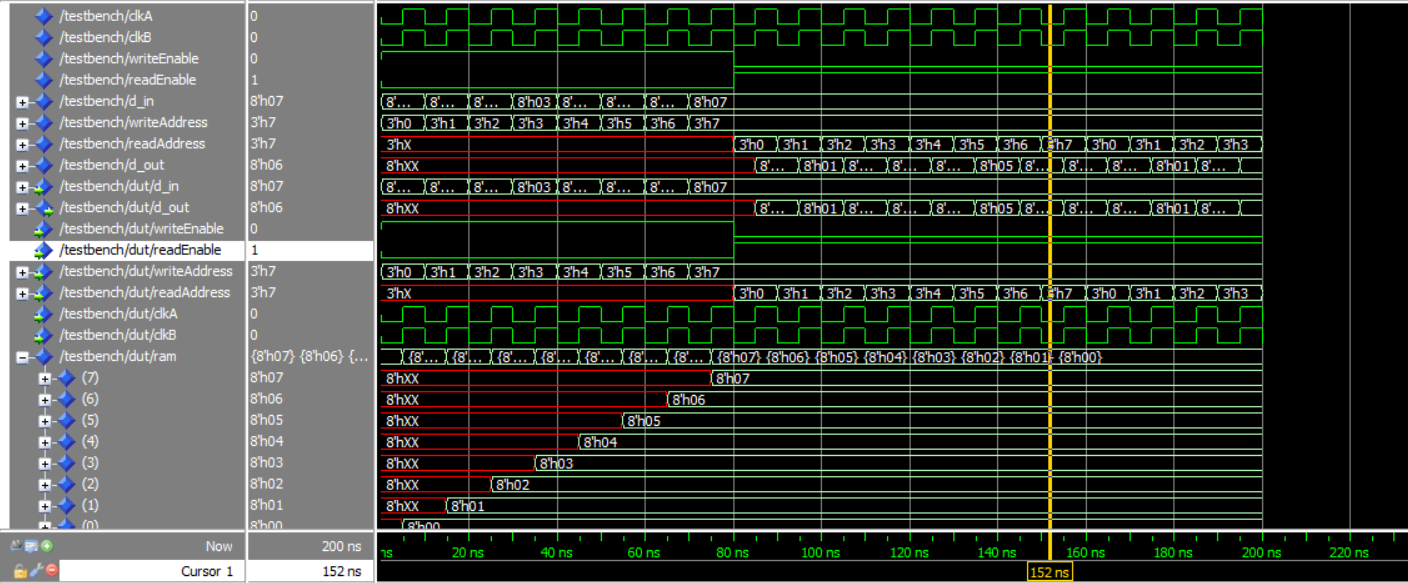 /testbench/clkA 0
/testbench/clkB 0
/testbench/writeEnable 0
/testbench/readEnable 1
/testbench/d_in 8'h07 8'... 8'... 8'... 8'h03 8'... 8'... 8'... 8'h07
/testbench/writeAddress 3'h7 3'h0 3'h1 3'h2 3'h3 3'h4 3'h5 3'h6 3'h7
/testbench/readAddress 3'h7 3'hX 3'h0 3'h1 3'h2 3'h3 3'h4 3'h5 3'h6 3'h7 3'h0 3'h1 3'h2 3'h3
/testbench/d_out 8'h06 8'hXX 8'... 8'h01 8'... 8'... 8'... 8'h05 8'... 8'... 8'... 8'h01 8'...
/testbench/dut/d_in 8'h07 8'... 8'... 8'... 8'h03 8'... 8'... 8'... 8'h07
/testbench/dut/d_out 8'h06 8'hXX 8'... 8'h01 8'... 8'... 8'... 8'h05 8'... 8'... 8'... 8'h01 8'...
/testbench/dut/writeEnable 0
/testbench/dut/readEnable 1
/testbench/dut/writeAddress 3'h7 3'h0 3'h1 3'h2 3'h3 3'h4 3'h5 3'h6 3'h7
/testbench/dut/readAddress 3'h7 3'hX 3'h0 3'h1 3'h2 3'h3 3'h4 3'h5 3'h6 3'h7 3'h0 3'h1 3'h2 3'h3
/testbench/dut/clkA 0
/testbench/dut/clkB 0
/testbench/dut/ram {8'h07} {8'h06} {... {8'... {8'... {8'... {8'... {8'... {8'... {8'... {8'h07} {8'h06} {8'h05} {8'h04} {8'h03} {8'h02} {8'h01} {8'h00}
(7) 8'h07 8'hXX 8'h07
(6) 8'h06 8'hXX 8'h06
(5) 8'h05 8'hXX 8'h05
(4) 8'h04 8'hXX 8'h04
(3) 8'h03 8'hXX 8'h03
(2) 8'h02 8'hXX 8'h02
(1) 8'h01 8'hXX 8'h01
(0) 8'h00 8'h00
Now 200 ns ns 20 ns 40 ns 60 ns 80 ns 100 ns 120 ns 140 ns 160 ns 180 ns 200 ns 220 ns
Cursor 1 152 ns 152 ns